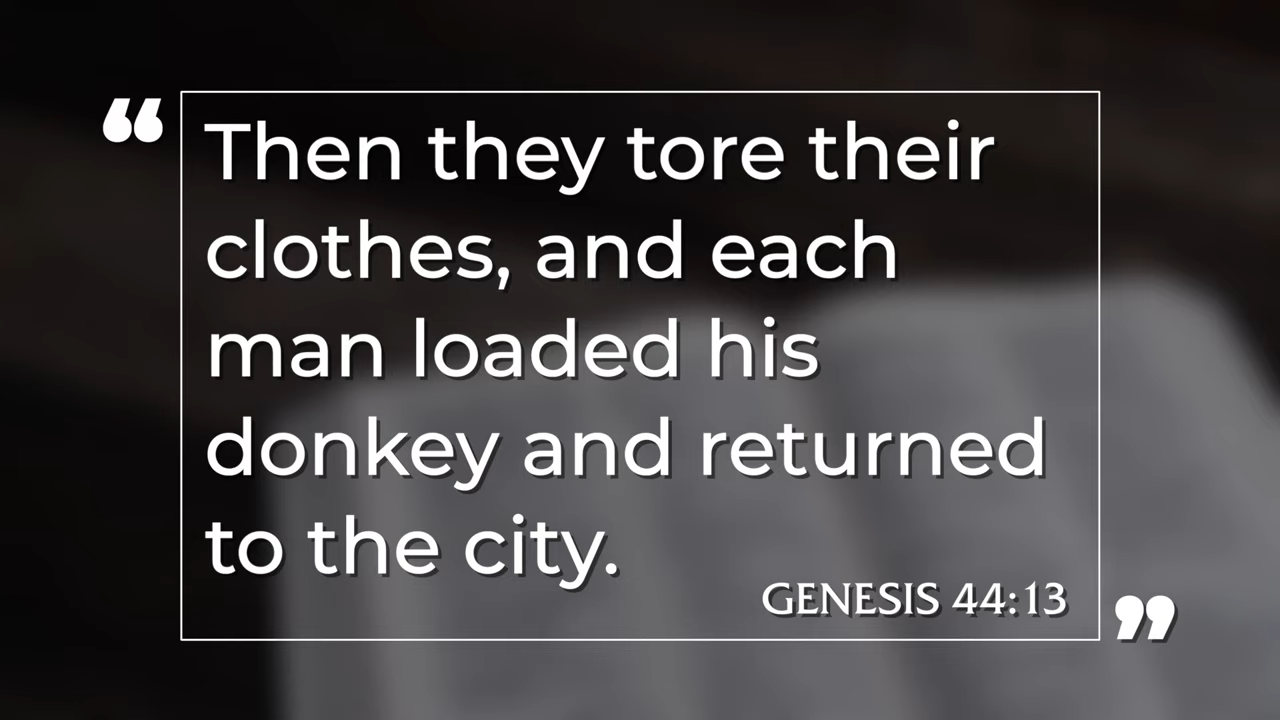 “Then they tore their
clothes, and each
man loaded his
donkey and returned
to the city.
GENESIS 44:13”